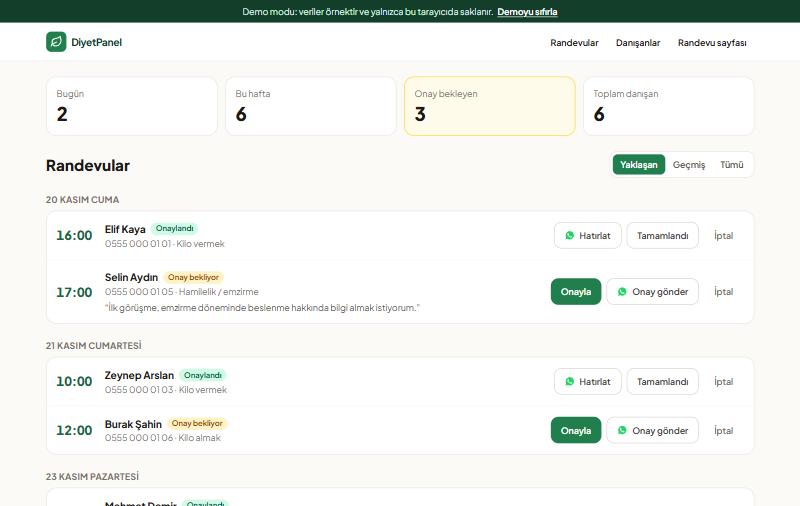 Demo modu: veriler örnektir ve yalnızca bu tarayıcıda saklanır. Demoyu sıfırla
DiyetPanel Randevular Danışanlar Randevu sayfası
Bugün Bu hafta Onay bekleyen Toplam danışan
2 6 3 6
Randevular Yaklaşan Geçmiş Tümü
20 KASIM CUMA
16:00 Elif Kaya Onaylandı Hatırlat Tamamlandı İptal
0555 000 01 01 · Kilo vermek
17:00 Selin Aydın Onay bekliyor Onayla Onay gönder İptal
0555 000 01 05 · Hamilelik / emzirme
"İlk görüşme, emzirme döneminde beslenme hakkında bilgi almak istiyorum."
21 KASIM CUMARTESİ
10:00 Zeynep Arslan Onaylandı Hatırlat Tamamlandı İptal
0555 000 01 03 · Kilo vermek
12:00 Burak Şahin Onay bekliyor Onayla Onay gönder İptal
0555 000 01 06 · Kilo almak
23 KASIM PAZARTESİ
Mehmet Demir Onaylandı